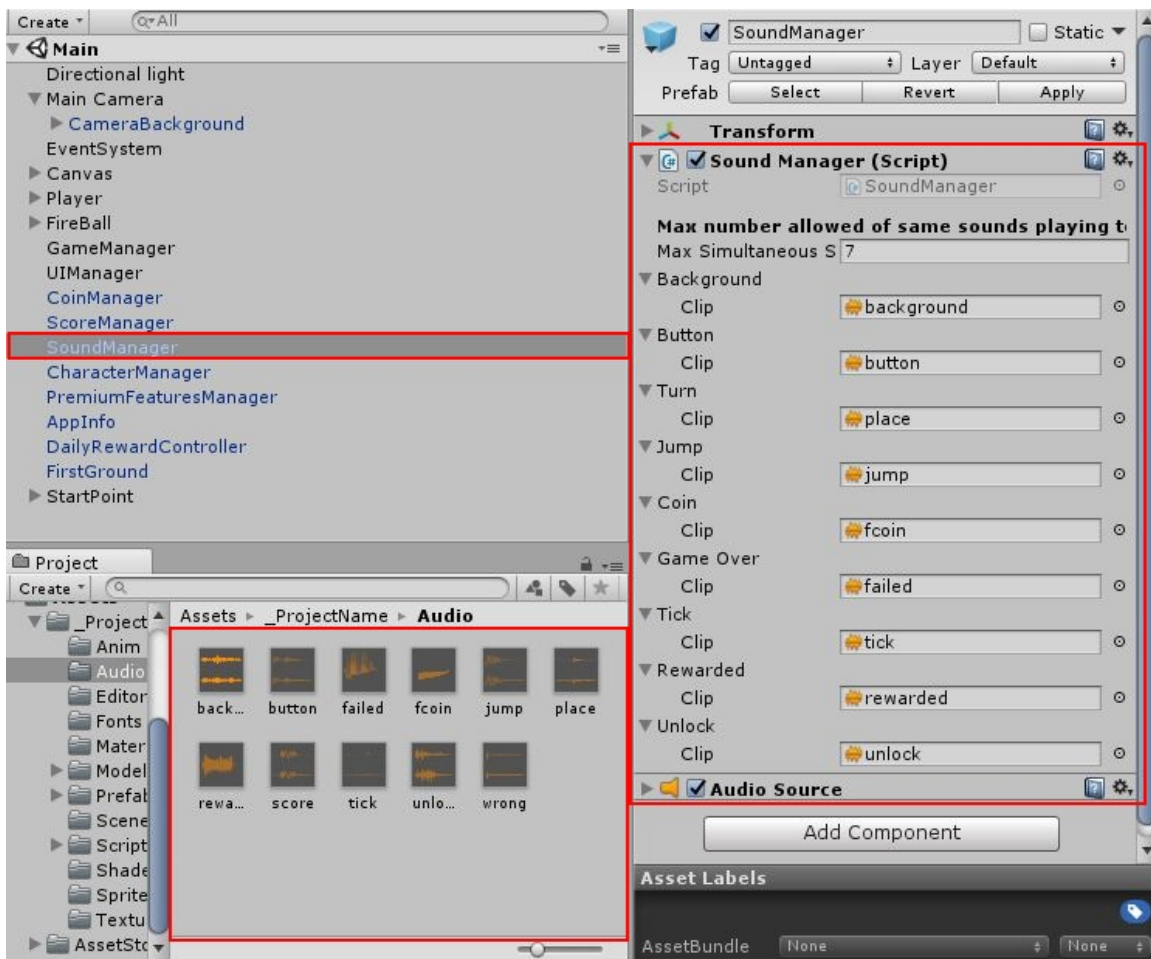 Create
All
Main
Directional light
Main Camera
CameraBackground
EventSystem
Canvas
Player
FireBall
GameManager
UIManager
CoinManager
ScoreManager
SoundManager
CharacterManager
PremiumFeaturesManager
AppInfo
DailyRewardController
FirstGround
StartPoint
Project
Create
_Project
Anim
Audio
Editor
Fonts
Mater
Model
Prefab
Scene
Script
Shade
Sprite
Textu
AssetSto
Assets _ProjectName Audio
back... button failed fcoin jump place
rewa... score tick unlo... wrong
SoundManager Static
Tag Untagged Layer Default
Prefab Select Revert Apply
Transform
Sound Manager (Script)
Script SoundManager
Max number allowed of same sounds playing t
Max Simultaneous S 7
Background
Clip background
Button
Clip button
Turn
Clip place
Jump
Clip jump
Coin
Clip fcoin
Game Over
Clip failed
Tick
Clip tick
Rewarded
Clip rewarded
Unlock
Clip unlock
Audio Source
Add Component
Asset Labels
AssetBundle None None